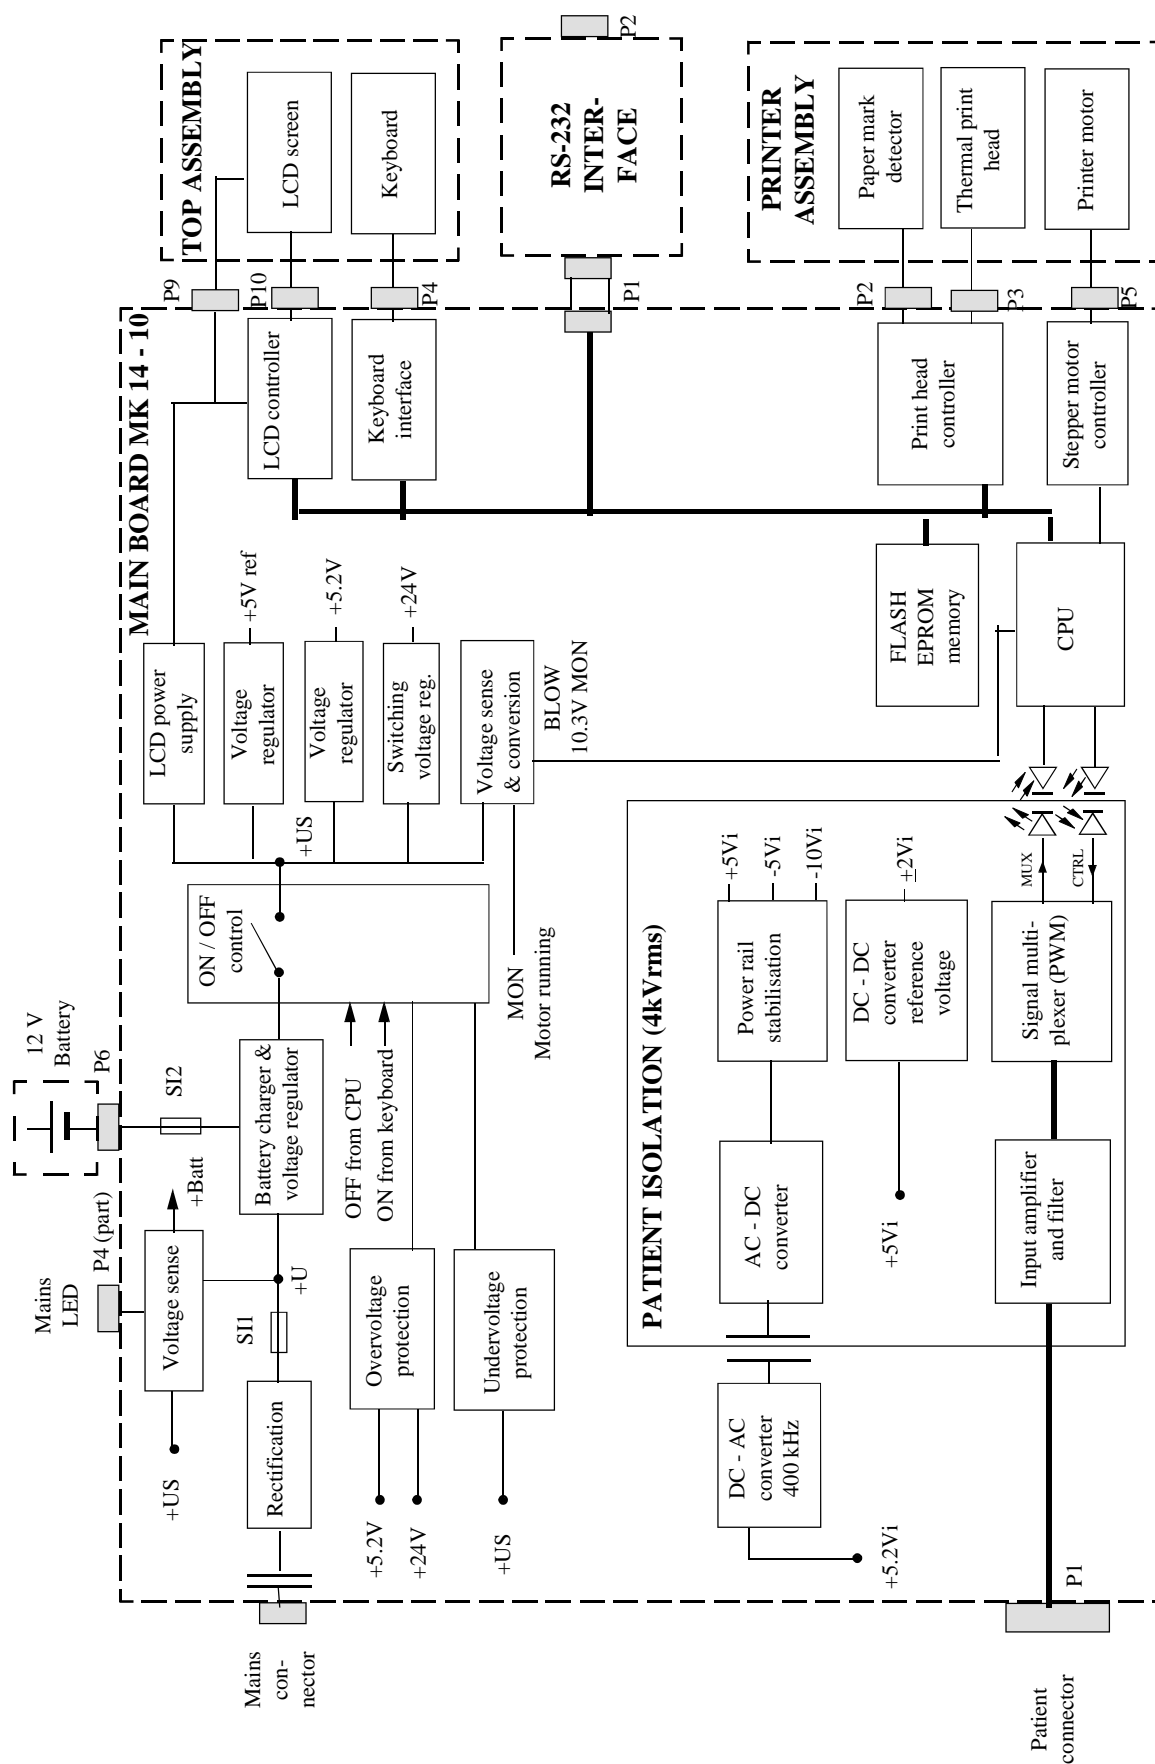 MAIN BOARD MK 14 - 10
Mains
con-
nector
Rectification
SI1
+U
+US
Voltage sense
+Batt
Mains
LED
P4 (part)
12 V
Battery
P6
SI2
Battery charger &
voltage regulator
ON / OFF
control
OFF from CPU
ON from keyboard
+5.2V
+24V
Overvoltage
protection
+US
Undervoltage
protection
MON
Motor running
+US
LCD power
supply
Voltage
regulator
+5V ref
Voltage
regulator
+5.2V
Switching
voltage reg.
+24V
Voltage sense
& conversion
BLOW
10.3V MON
LCD controller
Keyboard
interface
P9
P10
P4
TOP ASSEMBLY
LCD screen
Keyboard
P1
RS-232
INTER-
FACE
P2
PRINTER
ASSEMBLY
Paper mark
detector
Thermal print
head
Printer motor
P2
P3
P5
Print head
controller
Stepper motor
controller
FLASH
EPROM
memory
CPU
PATIENT ISOLATION (4kVrms)
+5.2Vi
DC - AC
converter
400 kHz
AC - DC
converter
Power rail
stabilisation
+5Vi
-5Vi
-10Vi
+5Vi
DC - DC
converter
reference
voltage
±2Vi
Patient
connector
P1
Input amplifier
and filter
Signal multi-
plexer (PWM)
MUX
CTRL